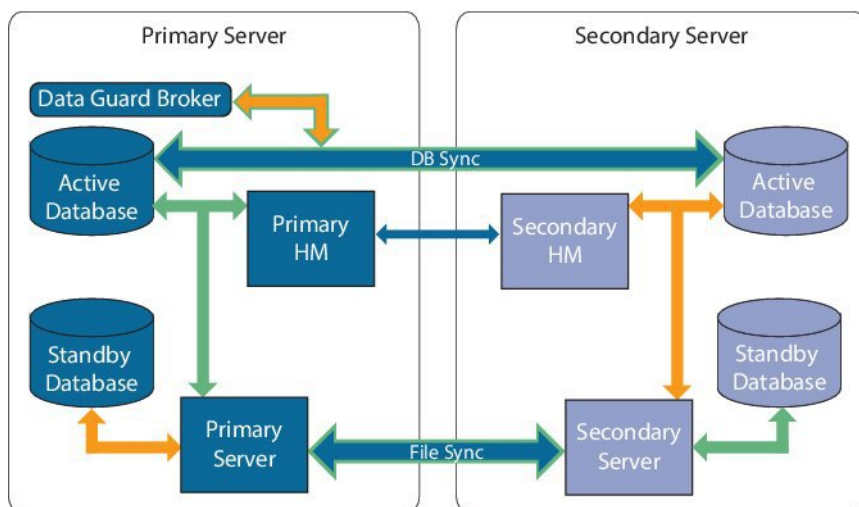 Primary Server
Secondary Server
Data Guard Broker
DB Sync
Active
Database
Active
Database
Primary
HM
Secondary
HM
Standby
Database
Standby
Database
Primary
Server
File Sync
Secondary
Server